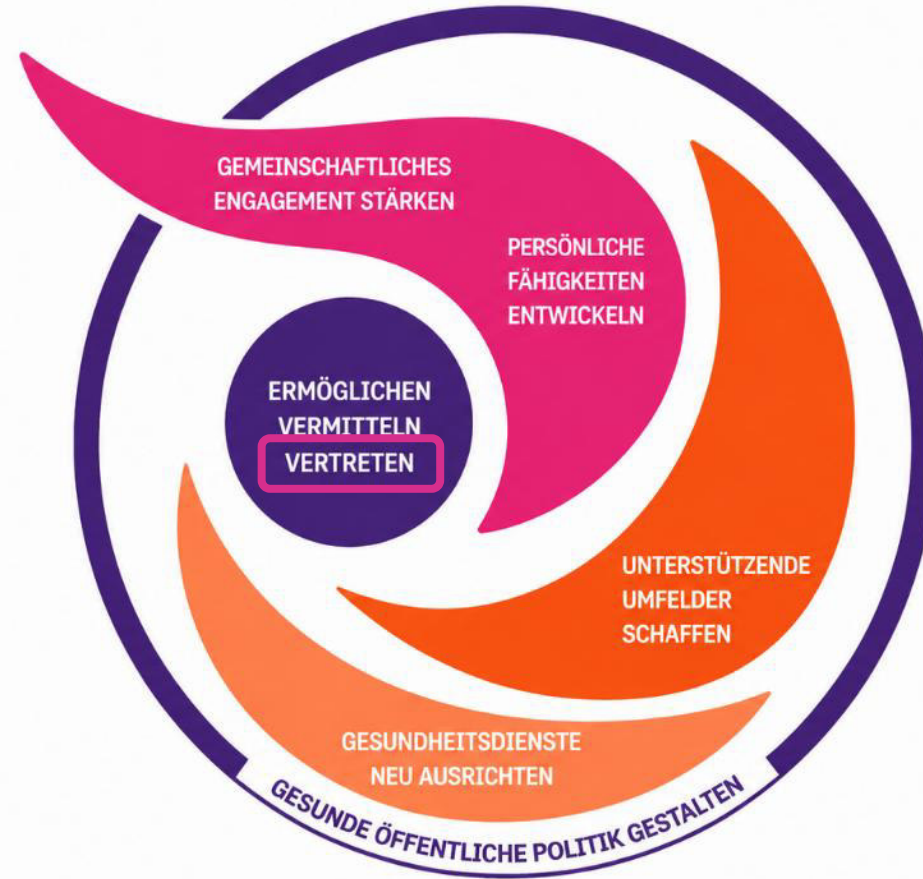 GEMEINSCHAFTLICHES
ENGAGEMENT STÄRKEN
PERSÖNLICHE
FÄHIGKEITEN
ENTWICKELN
ERMÖGLICHEN
VERMITTELN
VERTRETEN
UNTERSTÜTZENDE
UMFELDER
SCHAFFEN
GESUNDHEITSDIENSTE
NEU AUSRICHTEN
GESUNDE ÖFFENTLICHE POLITIK GESTALTEN